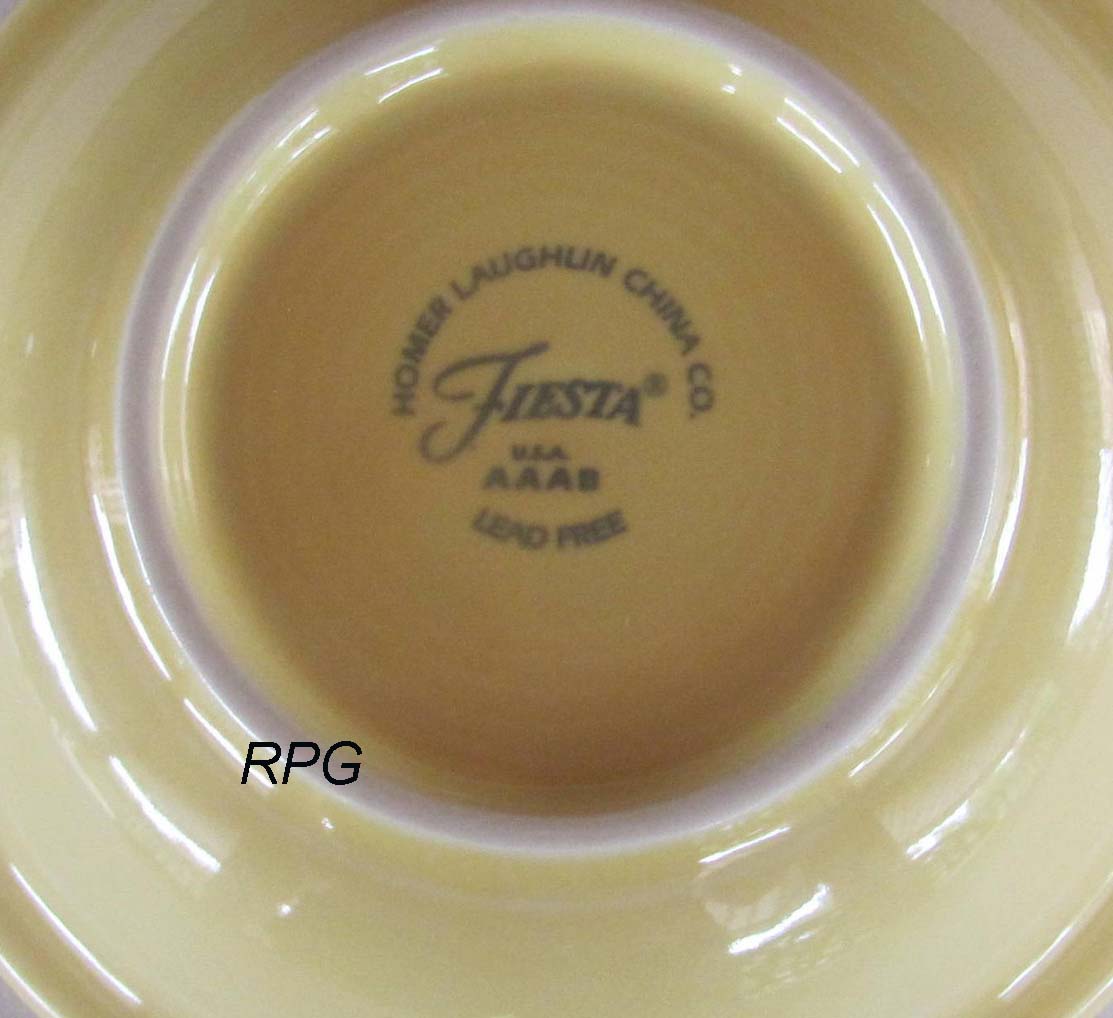 HOMER LAUGHLIN CHINA CO.
FIESTA®
U.S.A.
AAAB
LEAD FREE
RPG